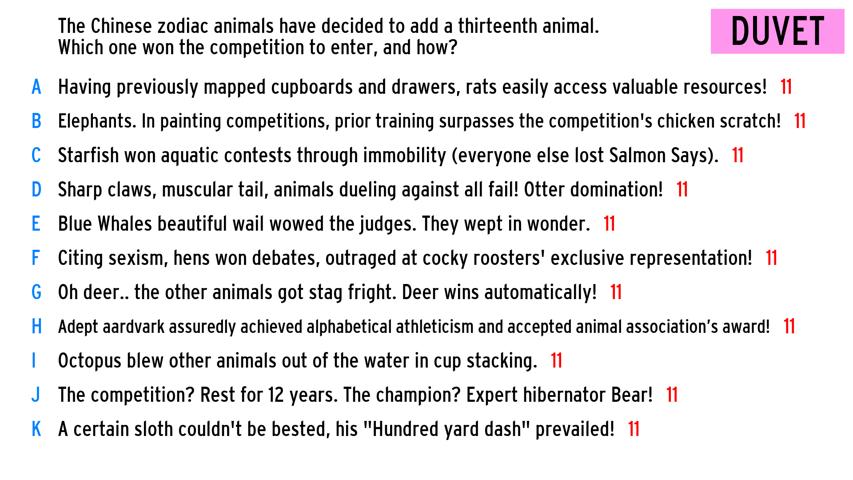 The Chinese zodiac animals have decided to add a thirteenth animal.
Which one won the competition to enter, and how?
DUVET
A Having previously mapped cupboards and drawers, rats easily access valuable resources! 11
B Elephants. In painting competitions, prior training surpasses the competition's chicken scratch! 11
C Starfish won aquatic contests through immobility (everyone else lost Salmon Says). 11
D Sharp claws, muscular tail, animals dueling against all fail! Otter domination! 11
E Blue Whales beautiful wail wowed the judges. They wept in wonder. 11
F Citing sexism, hens won debates, outraged at cocky roosters' exclusive representation! 11
G Oh deer.. the other animals got stag fright. Deer wins automatically! 11
H Adept aardvark assuredly achieved alphabetical athleticism and accepted animal association's award! 11
I Octopus blew other animals out of the water in cup stacking. 11
J The competition? Rest for 12 years. The champion? Expert hibernator Bear! 11
K A certain sloth couldn't be bested, his "Hundred yard dash" prevailed! 11